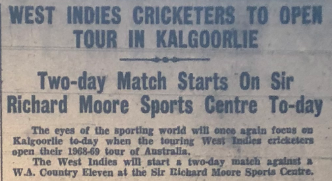 WEST INDIES CRICKETERS TO OPEN
TOUR IN KALGOORLIE
Two-day Match Starts On Sir
Richard Moore Sports Centre To-day
The eyes of the sporting world will once again focus on
Kalgoorlie to-day when the touring West Indies cricketers
open their 1968-69 tour of Australia.
The West Indies will start a two-day match against a
W.A. Country Eleven at the Sir Richard Moore Sports Centre.